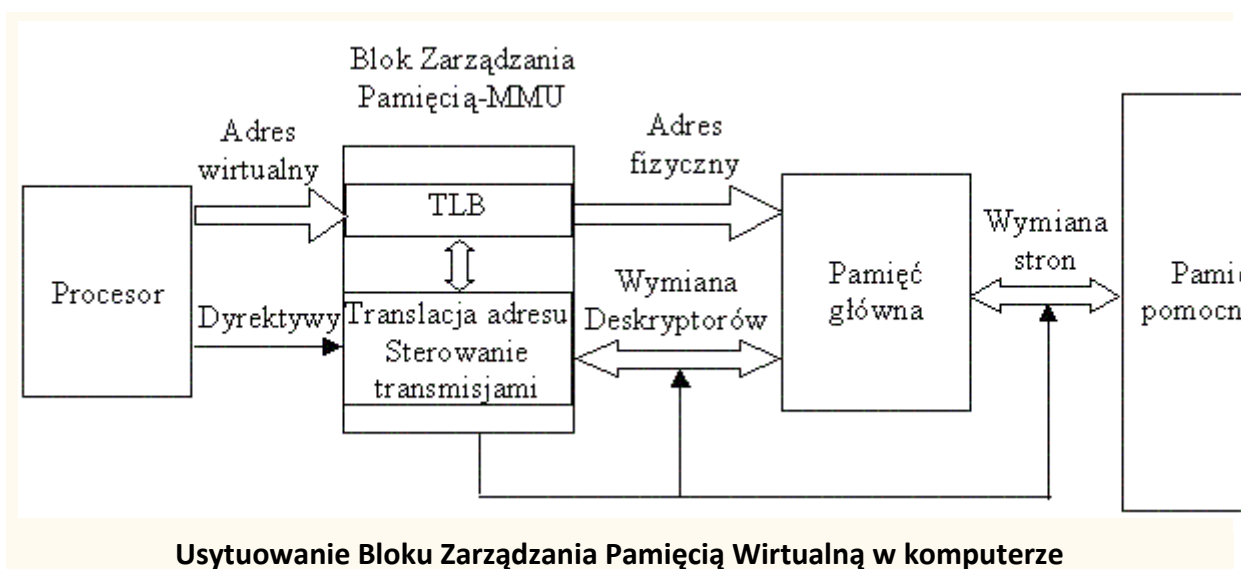 Blok Zarządzania
Pamięcią-MMU
Adres
wirtualny
Adres
fizyczny
TLB
Procesor
Dyrektywy
Translacja adresu
Sterowanie
transmisjami
Wymiana
Deskryptorów
Pamięć
główna
Wymiana
stron
Usytuowanie Bloku Zarządzania Pamięcią Wirtualną w komputerze